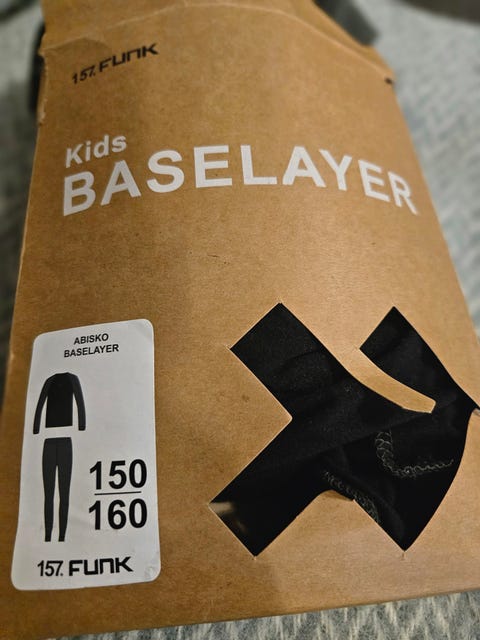 157. FUNK
Kids
BASELAYER
ABISKO
BASELAYER
150
160
157. FUNK